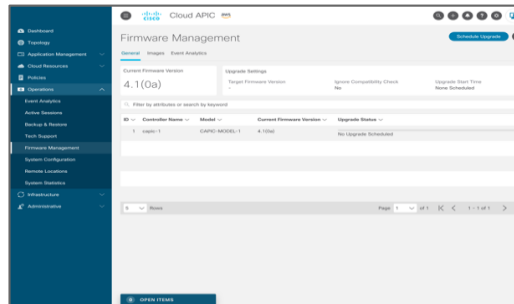 cisco Cloud APIC aws
Dashboard
Topology
Application Management
Cloud Resources
Policies
Operations
Event Analytics
Active Sessions
Backup & Restore
Tech Support
Firmware Management
System Configuration
Remote Locations
System Statistics
Infrastructure
Administrative
Firmware Management
Schedule Upgrade
General Images Event Analytics
Current Firmware Version
4.1(0a)
Upgrade Settings
Target Firmware Version
-
Ignore Compatibility Check
No
Upgrade Start Time
None Scheduled
Filter by attributes or search by keyword
ID Controller Name Model Current Firmware Version Upgrade Status
1 capic-1 CAPIC-MODEL-1 4.1(0a) No Upgrade Scheduled
5 Rows Page 1 of 1 1-1 of 1
0 OPEN ITEMS